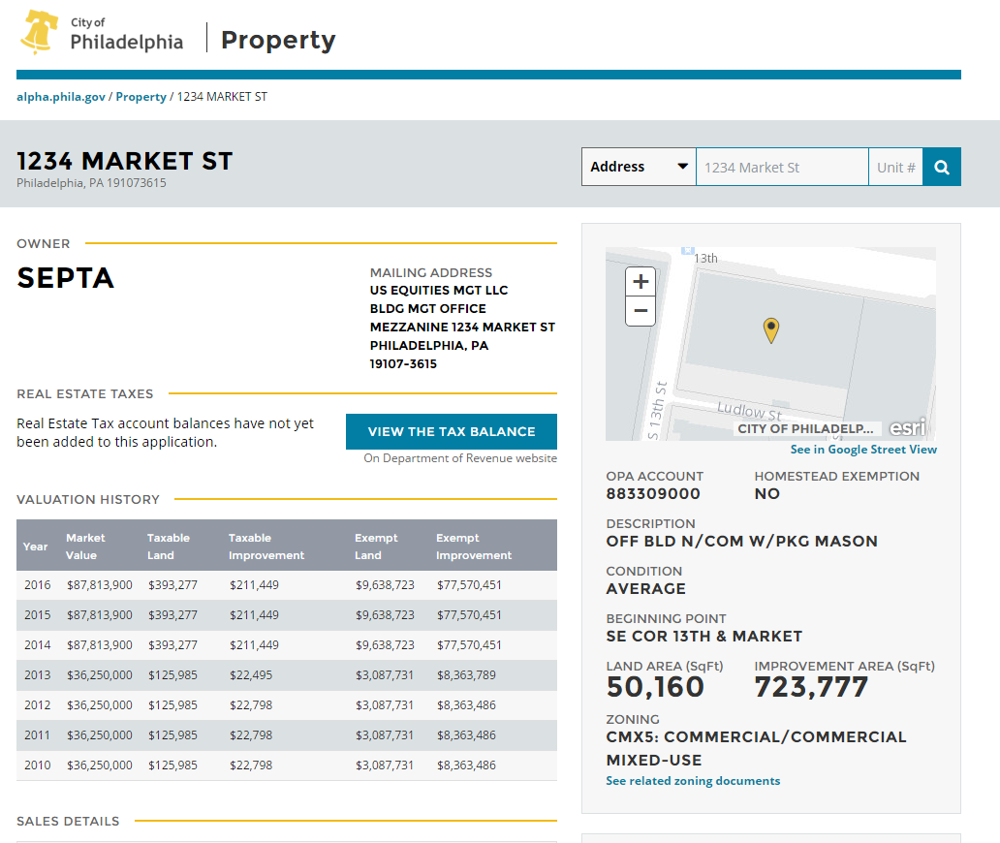 City of
Philadelphia
Property
alpha.phila.gov / Property / 1234 MARKET ST
1234 MARKET ST
Philadelphia, PA 191073615
Address
1234 Market St
Unit #
OWNER
SEPTA
MAILING ADDRESS
US EQUITIES MGT LLC
BLDG MGT OFFICE
MEZZANINE 1234 MARKET ST
PHILADELPHIA, PA
19107-3615
REAL ESTATE TAXES
Real Estate Tax account balances have not yet
been added to this application.
VIEW THE TAX BALANCE
On Department of Revenue website
VALUATION HISTORY
Year Market Value Taxable Land Taxable Improvement Exempt Land Exempt Improvement
2016 $87,813,900 $393,277 $211,449 $9,638,723 $77,570,451
2015 $87,813,900 $393,277 $211,449 $9,638,723 $77,570,451
2014 $87,813,900 $393,277 $211,449 $9,638,723 $77,570,451
2013 $36,250,000 $125,985 $22,495 $3,087,731 $8,363,789
2012 $36,250,000 $125,985 $22,798 $3,087,731 $8,363,486
2011 $36,250,000 $125,985 $22,798 $3,087,731 $8,363,486
2010 $36,250,000 $125,985 $22,798 $3,087,731 $8,363,486
SALES DETAILS
13th
+
−
S 13th St
Ludlow St
CITY OF PHILADELP...
esri
See in Google Street View
OPA ACCOUNT
883309000
HOMESTEAD EXEMPTION
NO
DESCRIPTION
OFF BLD N/COM W/PKG MASON
CONDITION
AVERAGE
BEGINNING POINT
SE COR 13TH & MARKET
LAND AREA (SqFt)
50,160
IMPROVEMENT AREA (SqFt)
723,777
ZONING
CMX5: COMMERCIAL/COMMERCIAL
MIXED-USE
See related zoning documents